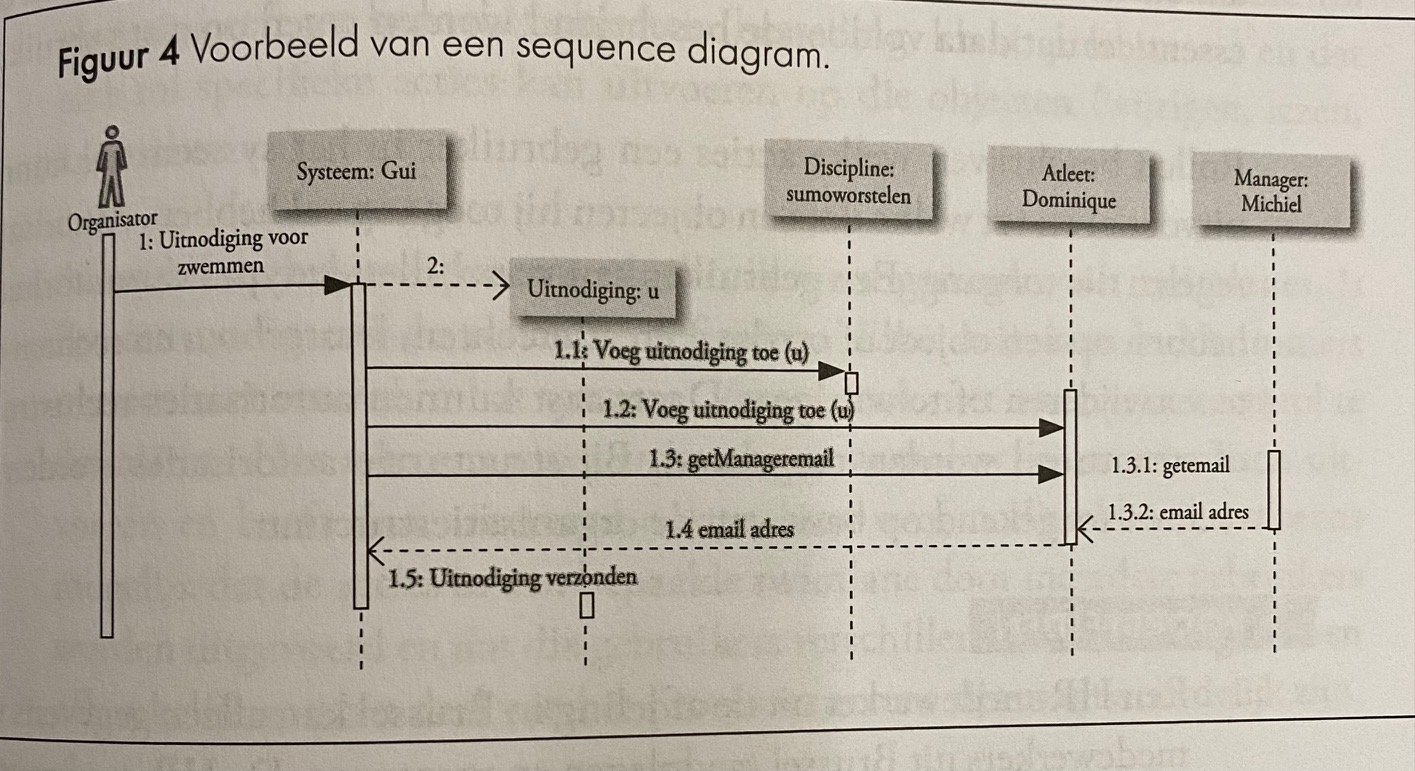 Figuur 4 Voorbeeld van een sequence diagram.
Organisator
Systeem: Gui
Discipline:
sumoworstelen
Atleet:
Dominique
Manager:
Michiel
1: Uitnodiging voor
zwemmen
2:
Uitnodiging: u
1.1: Voeg uitnodiging toe (u)
1.2: Voeg uitnodiging toe (u)
1.3: getManageremail
1.3.1: getemail
1.3.2: email adres
1.4 email adres
1.5: Uitnodiging verzonden